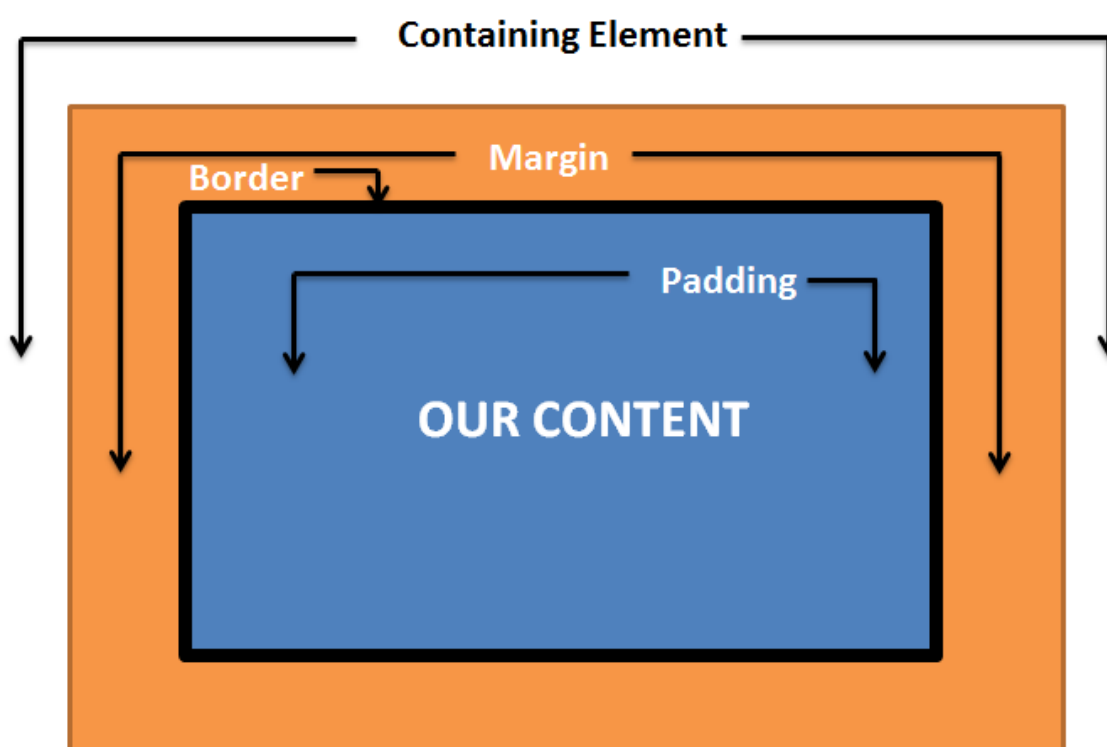 Containing Element
Margin
Border
Padding
OUR CONTENT